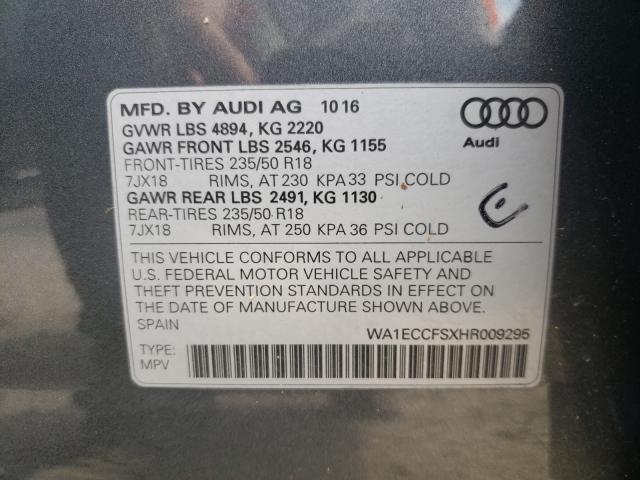 MFD. BY AUDI AG 10 16
GVWR LBS 4894, KG 2220
GAWR FRONT LBS 2546, KG 1155
FRONT-TIRES 235/50 R18
7JX18 RIMS, AT 230 KPA 33 PSI COLD
GAWR REAR LBS 2491, KG 1130
REAR-TIRES 235/50 R18
7JX18 RIMS, AT 250 KPA 36 PSI COLD
Audi
THIS VEHICLE CONFORMS TO ALL APPLICABLE
U.S. FEDERAL MOTOR VEHICLE SAFETY AND
THEFT PREVENTION STANDARDS IN EFFECT ON
THE DATE OF MANUFACTURE SHOWN ABOVE.
SPAIN
WA1ECCFSXHR009295
TYPE:
MPV